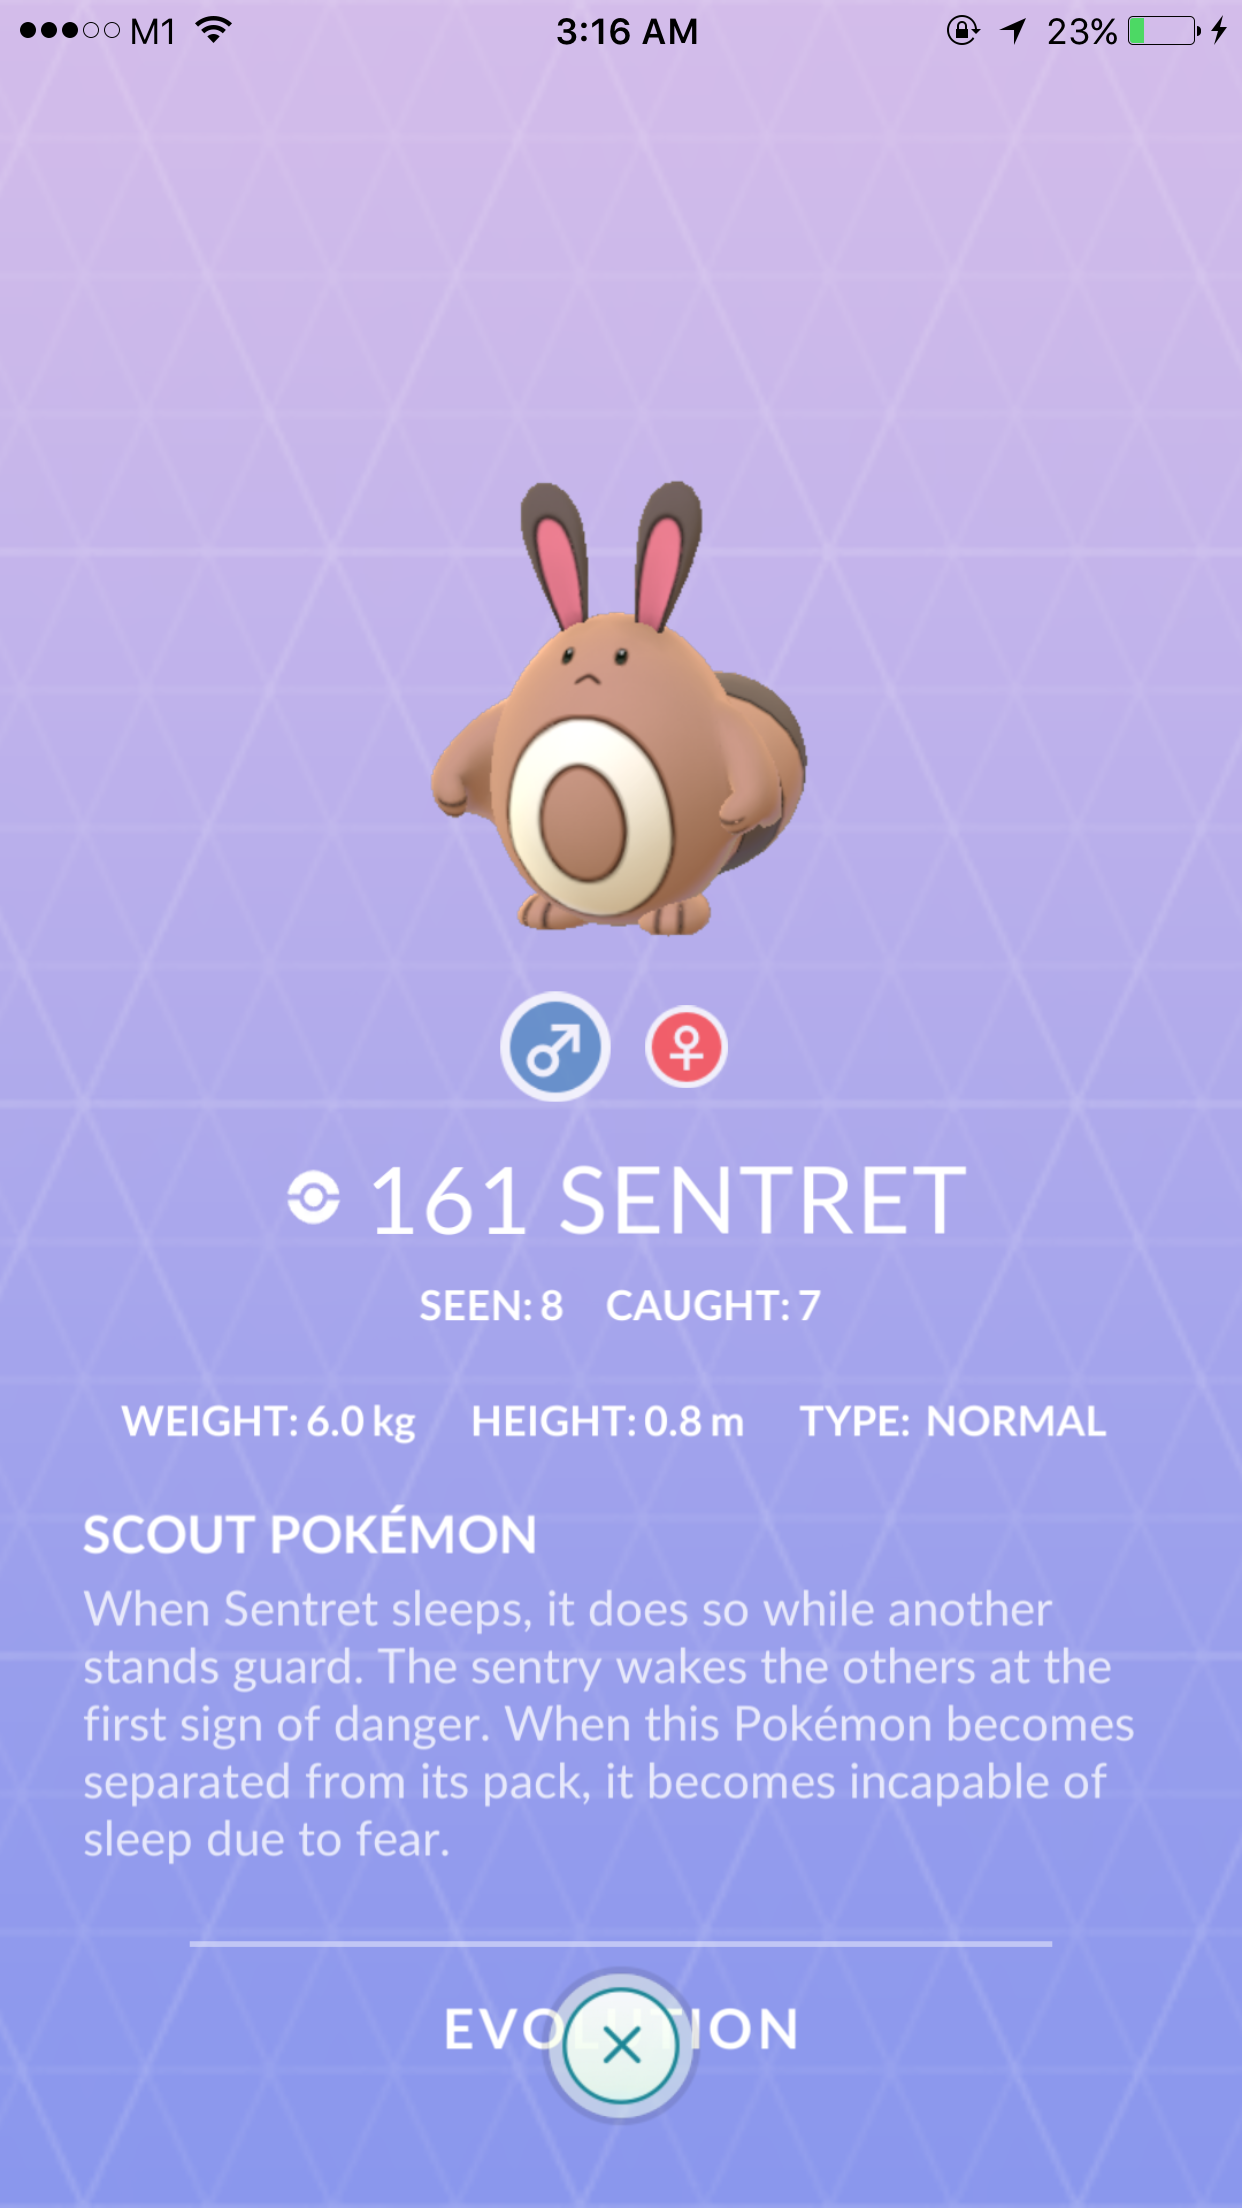 M1 3:16 AM 23%
161 SENTRET
SEEN: 8 CAUGHT: 7
WEIGHT: 6.0 kg HEIGHT: 0.8 m TYPE: NORMAL
SCOUT POKÉMON
When Sentret sleeps, it does so while another
stands guard. The sentry wakes the others at the
first sign of danger. When this Pokémon becomes
separated from its pack, it becomes incapable of
sleep due to fear.
EVOLUTION